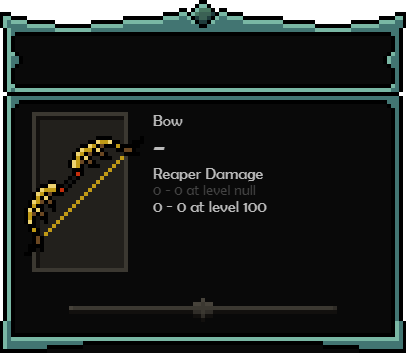 Bow
–
Reaper Damage
0 - 0 at level null
0 - 0 at level 100